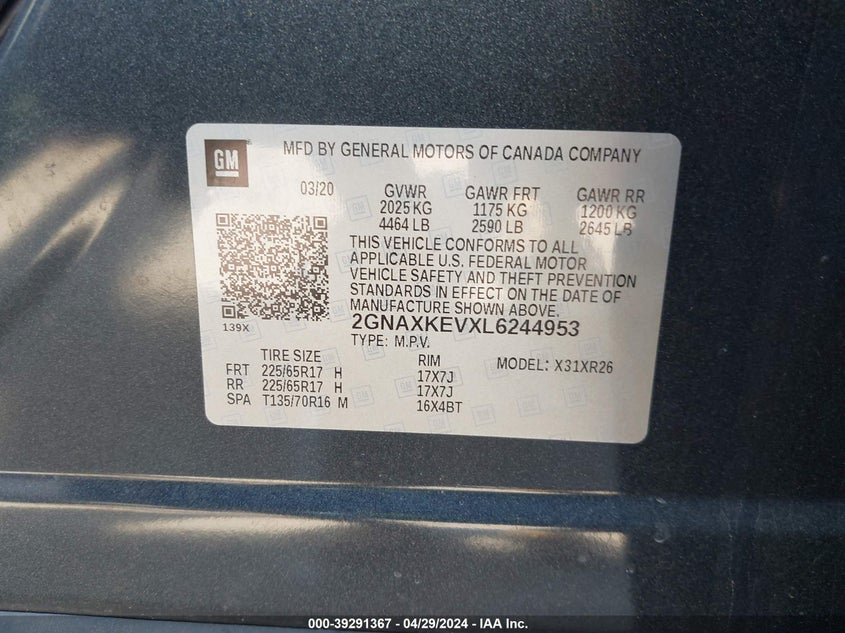 GM
MFD BY GENERAL MOTORS OF CANADA COMPANY
03/20 GVWR GAWR FRT GAWR RR
2025 KG 1175 KG 1200 KG
4464 LB 2590 LB 2645 LB
THIS VEHICLE CONFORMS TO ALL
APPLICABLE U.S. FEDERAL MOTOR
VEHICLE SAFETY AND THEFT PREVENTION
STANDARDS IN EFFECT ON THE DATE OF
MANUFACTURE SHOWN ABOVE.
139X
2GNAXKEVXL6244953
TYPE: M.P.V.
TIRE SIZE RIM MODEL: X31XR26
FRT 225/65R17 H 17X7J
RR 225/65R17 H 17X7J
SPA T135/70R16 M 16X4BT
000-39291367 - 04/29/2024 - IAA Inc.